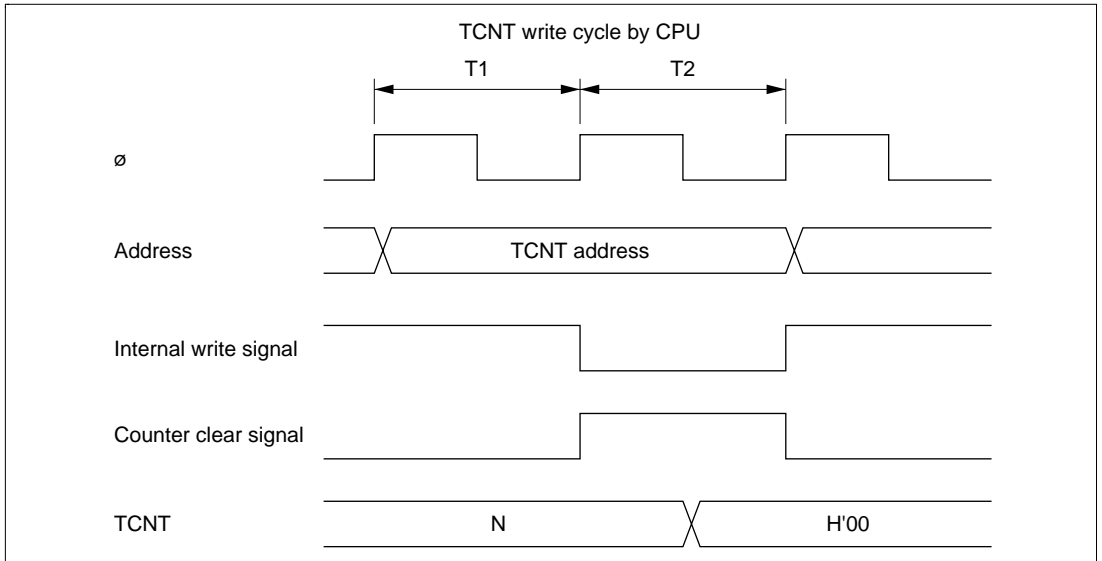 TCNT write cycle by CPU
T1 T2
ø
Address TCNT address
Internal write signal
Counter clear signal
TCNT N H'00